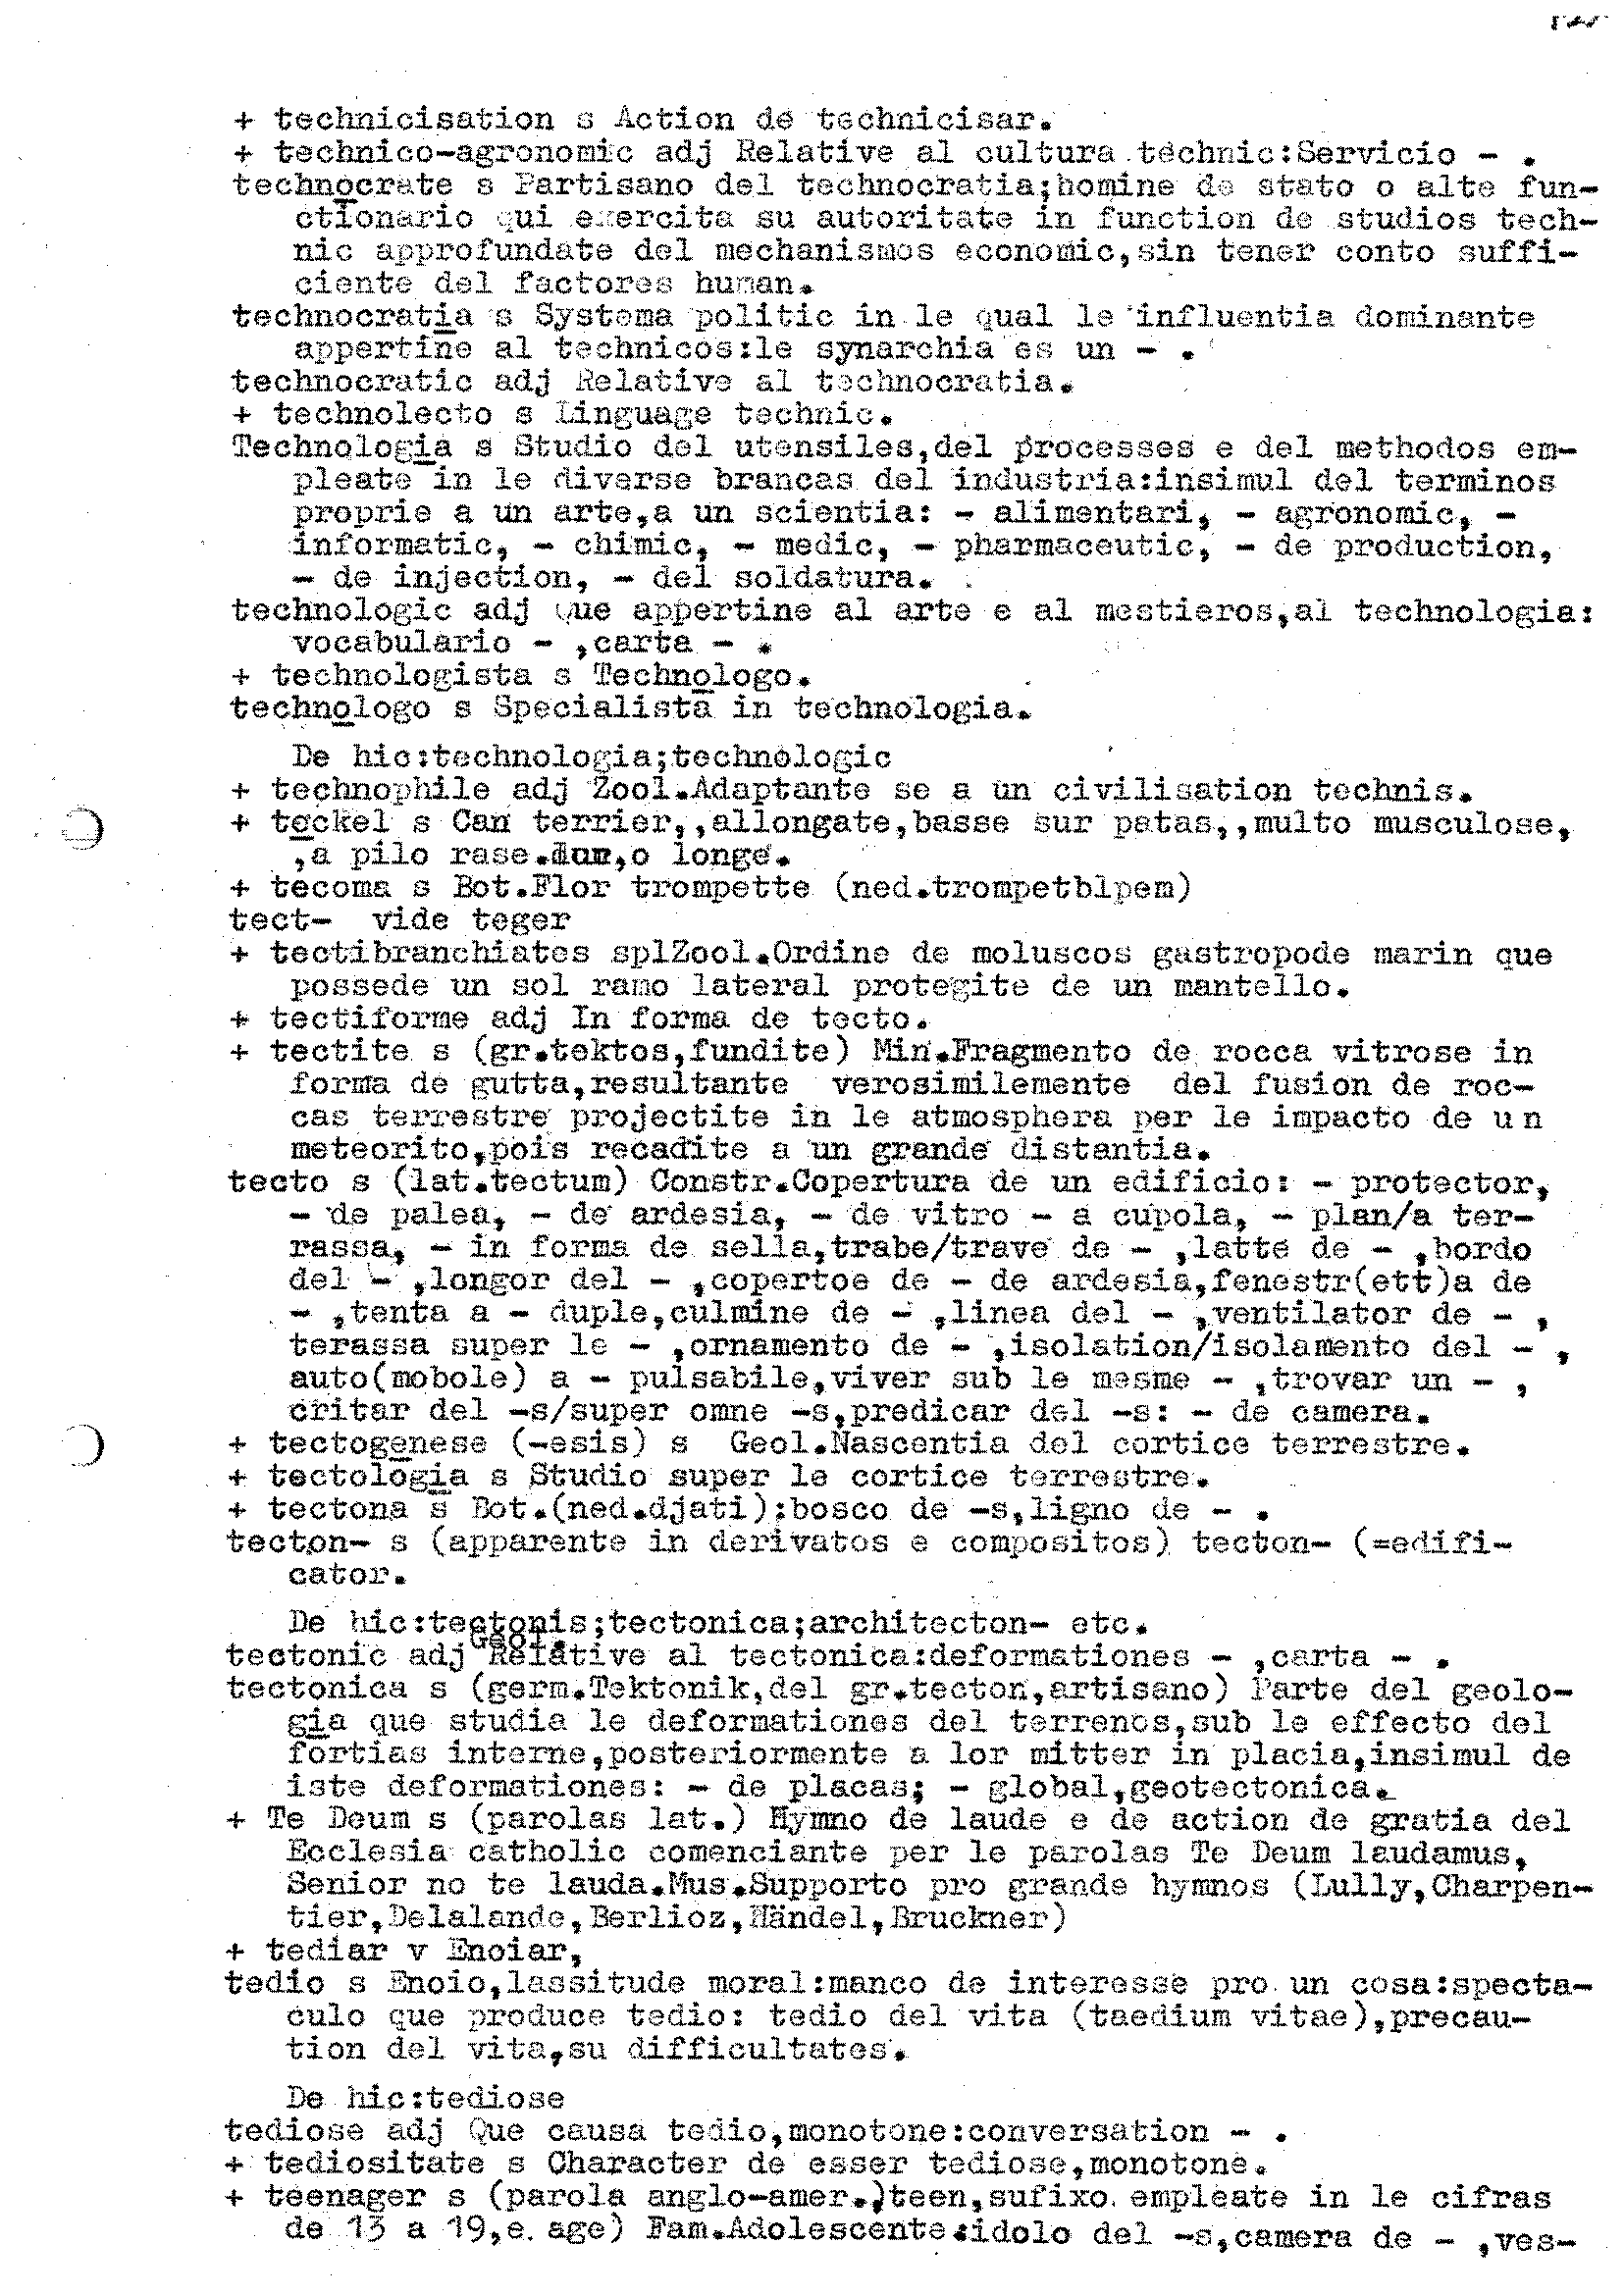 + technicisation s Action de technicisar.
+ technico-agronomic adj Relative al cultura technic:Servicio - .
technocrate s Partisano del technocratia;homine de stato o alte fun-
ctionario qui exercita su autoritate in function de studios tech-
nic approfundate del mechanismos economic,sin tener conto suffi-
ciente del factores human.
technocratia s Systema politic in le qual le influentia dominante
appertine al technicos:le synarchia es un - .
technocratic adj Relative al technocratia.
+ technolecto s Linguage technic.
Technologia s Studio del utensiles,del processes e del methodos em-
pleate in le diverse brancas del industria:insimul del terminos
proprie a un arte,a un scientia: - alimentari, - agronomic, -
informatic, - chimic, - medic, - pharmaceutic, - de production,
- de injection, - del soldatura.
technologic adj Que appertine al arte e al mestieros,al technologia:
vocabulario - ,carta - .
+ technologista s Technologo.
technologo s Specialista in technologia.
De hic:technologia;technologic
+ technophile adj Zool.Adaptante se a un civilisation technis.
+ teckel s Can terrier,,allongate,basse sur patas,,multo musculose,
,a pilo rase.dur,o longe.
+ tecoma s Bot.Flor trompette (ned.trompetblpem)
tect- vide teger
+ tectibranchiates splZool.Ordine de moluscos gastropode marin que
possede un sol ramo lateral protegite de un mantello.
+ tectiforme adj In forma de tecto.
+ tectite s (gr.tektos,fundite) Min.Fragmento de rocca vitrose in
forma de gutta,resultante verosimilemente del fusion de roc-
cas terrestre projectite in le atmosphera per le impacto de un
meteorito,pois recadite a un grande distantia.
tecto s (lat.tectum) Constr.Copertura de un edificio: - protector,
- de palea, - de ardesia, - de vitro - a cupola, - plan/a ter-
rassa, - in forma de sella,trabe/trave de - ,latte de - ,bordo
del - ,longor del - ,copertoe de - de ardesia,fenestr(ett)a de
- ,tenta a - duple,culmine de - ,linea del - ,ventilator de - ,
terassa super le - ,ornamento de - ,isolation/isolamento del - ,
auto(mobole) a - pulsabile,viver sub le mesme - ,trovar un - ,
critar del -s/super omne -s,predicar del -s: - de camera.
+ tectogenese (-esis) s Geol.Nascentia del cortice terrestre.
+ tectologia s Studio super le cortice terrestre.
+ tectona s Bot.(ned.djati):bosco de -s,ligno de - .
tecton- s (apparente in derivatos e compositos) tecton- (=edifi-
cator.
De hic:tectonis;tectonica;architecton- etc.
tectonic adj Geol. Relative al tectonica:deformationes - ,carta - .
tectonica s (germ.Tektonik,del gr.tecton,artisano) Parte del geolo-
gia que studia le deformationes del terrenos,sub le effecto del
fortias interne,posteriormente a lor mitter in placia,insimul de
iste deformationes: - de placas; - global,geotectonica.
+ Te Deum s (parolas lat.) Hymno de laude e de action de gratia del
Ecclesia catholic comenciante per le parolas Te Deum laudamus,
Senior no te lauda.Mus.Supporto pro grande hymnos (Lully,Charpen-
tier,Delalande,Berlioz,Händel,Bruckner)
+ tediar v Enoiar,
tedio s Enoio,lassitude moral:manco de interesse pro un cosa:specta-
culo que produce tedio: tedio del vita (taedium vitae),precau-
tion del vita,su difficultates.
De hic:tediose
tediose adj Que causa tedio,monotone:conversation - .
+ tediositate s Character de esser tediose,monotone.
+ teenager s (parola anglo-amer.)teen,sufixo empleate in le cifras
de 13 a 19,e age) Fam.Adolescente:idolo del -s,camera de - ,ves-